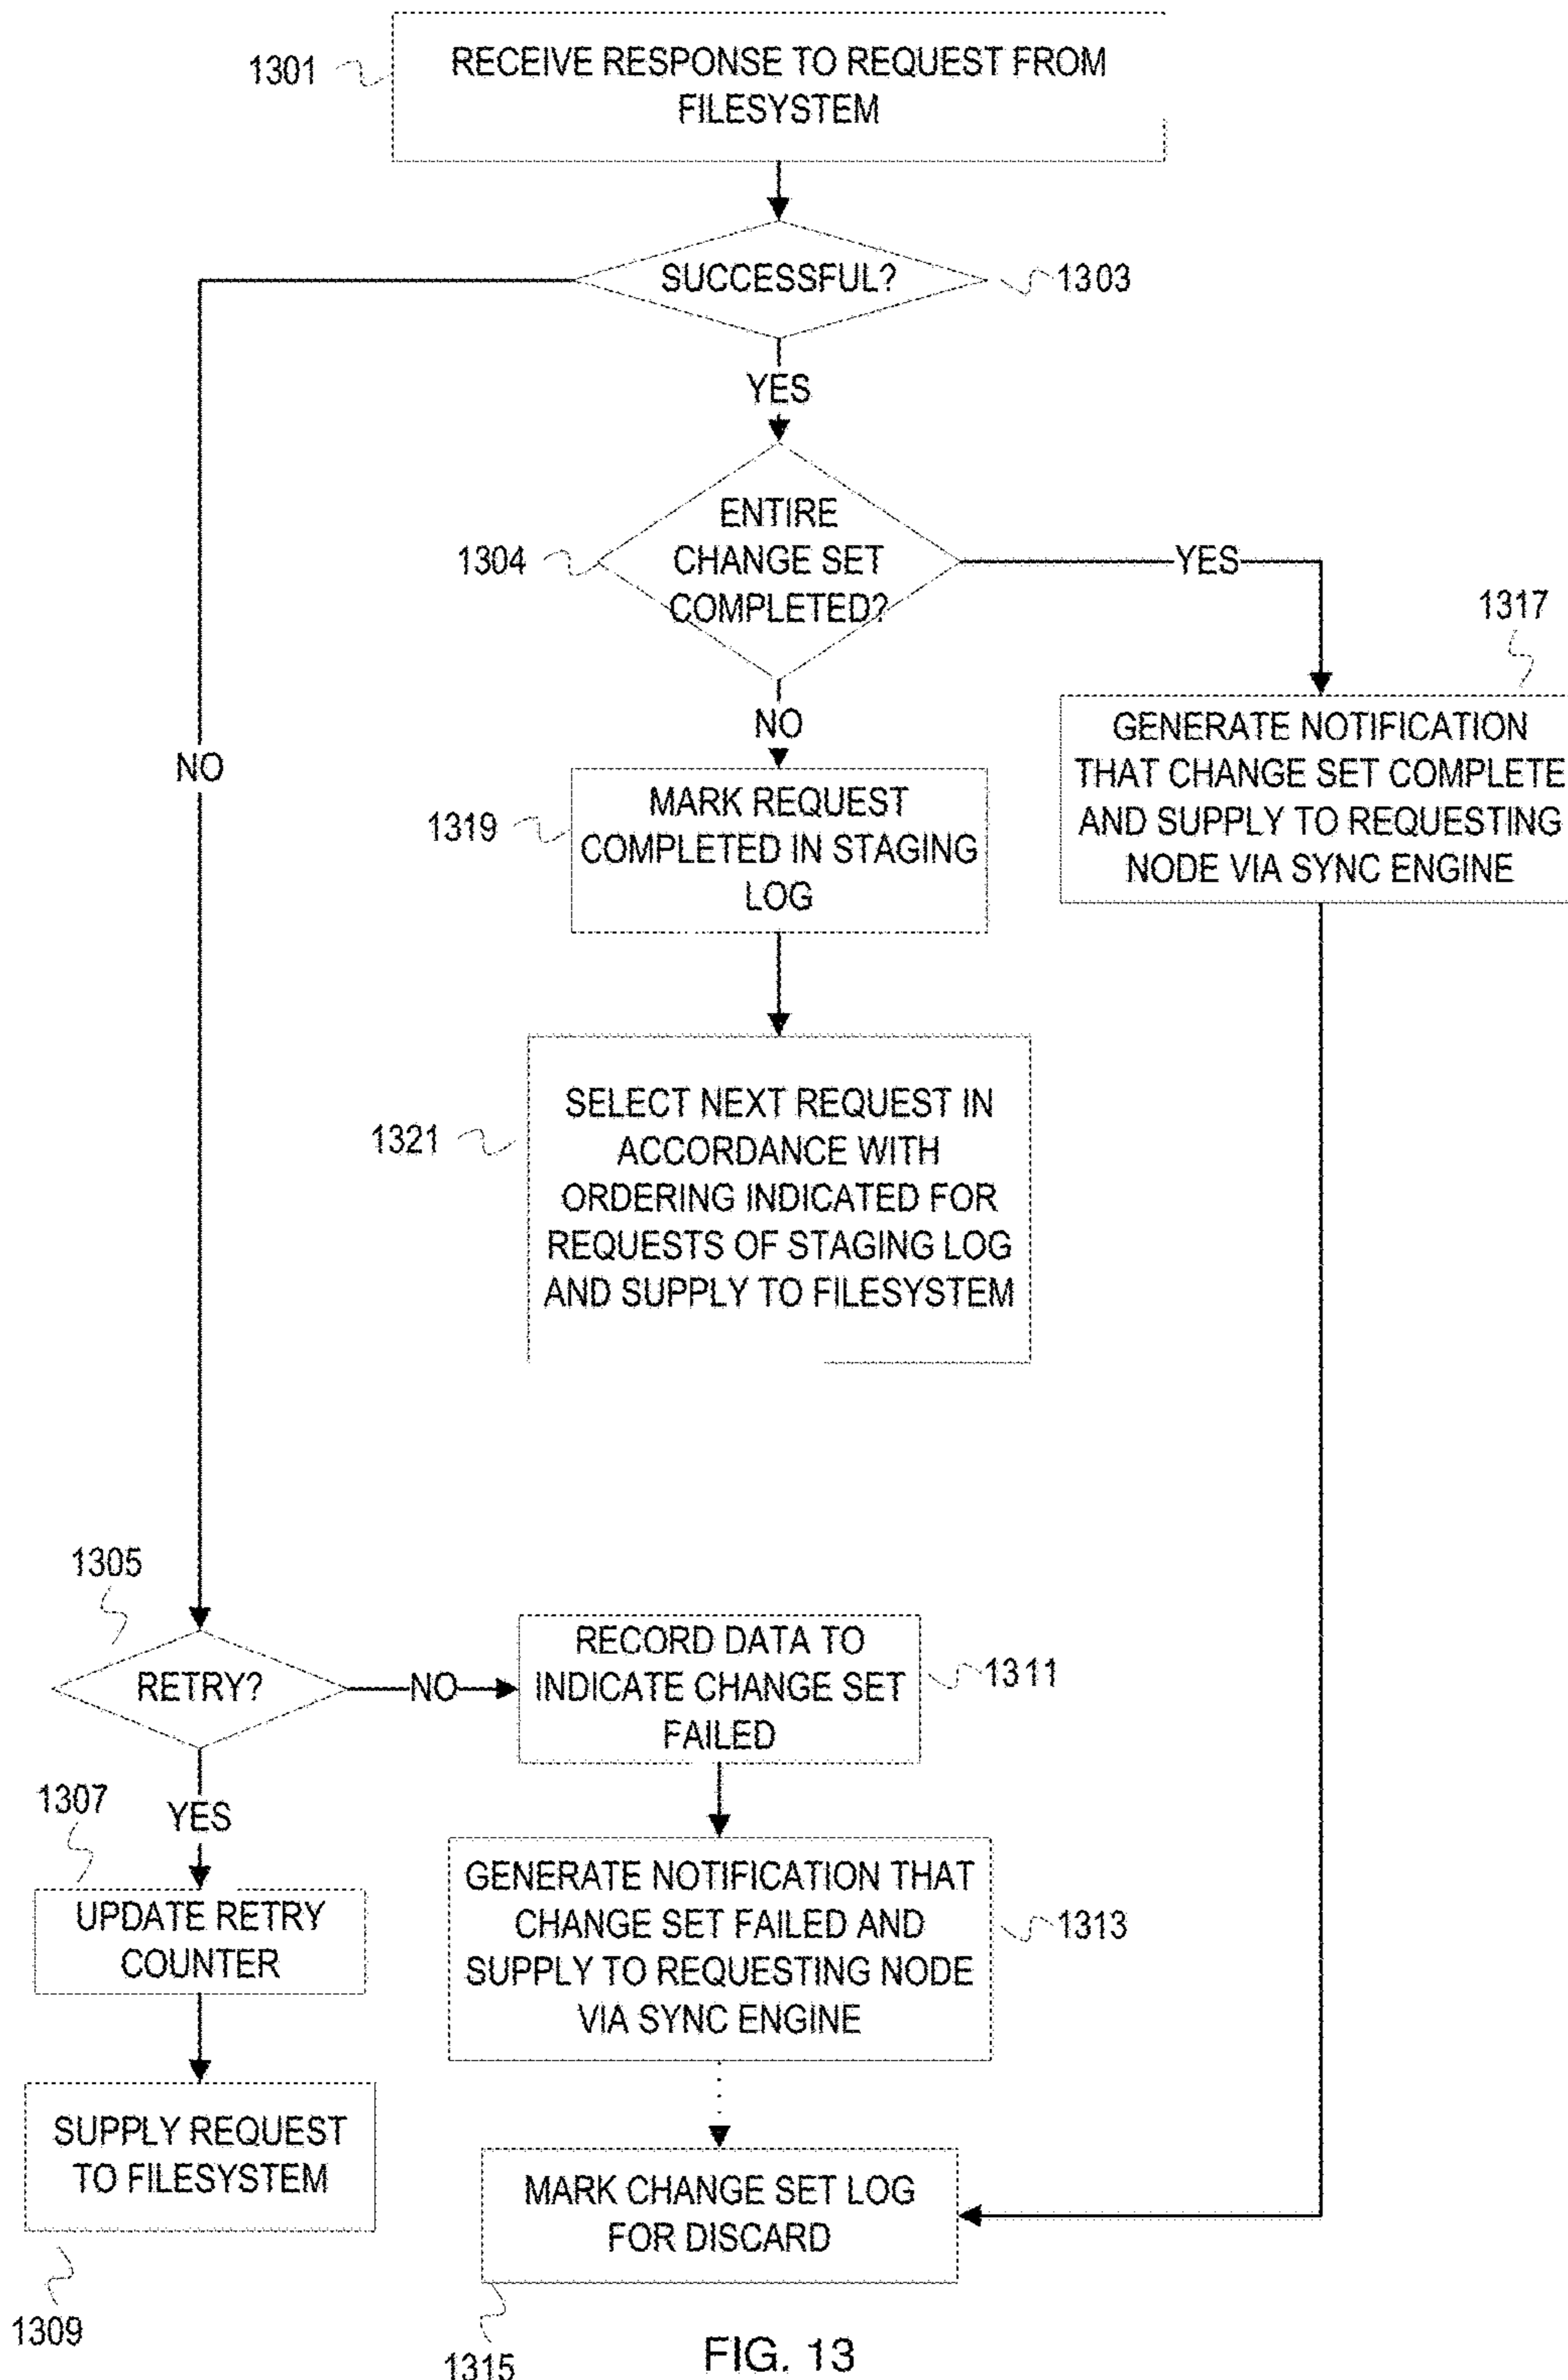 1301
RECEIVE RESPONSE TO REQUEST FROM
FILESYSTEM
SUCCESSFUL?
1303
YES
ENTIRE
CHANGE SET
COMPLETED?
1304
YES
1317
NO
NO
GENERATE NOTIFICATION
THAT CHANGE SET COMPLETE
AND SUPPLY TO REQUESTING
NODE VIA SYNC ENGINE
1319
MARK REQUEST
COMPLETED IN STAGING
LOG
1321
SELECT NEXT REQUEST IN
ACCORDANCE WITH
ORDERING INDICATED FOR
REQUESTS OF STAGING LOG
AND SUPPLY TO FILESYSTEM
1305
RETRY?
NO
RECORD DATA TO
INDICATE CHANGE SET
FAILED
1311
1307
YES
UPDATE RETRY
COUNTER
GENERATE NOTIFICATION THAT
CHANGE SET FAILED AND
SUPPLY TO REQUESTING NODE
VIA SYNC ENGINE
1313
SUPPLY REQUEST
TO FILESYSTEM
MARK CHANGE SET LOG
FOR DISCARD
1309
1315
FIG. 13